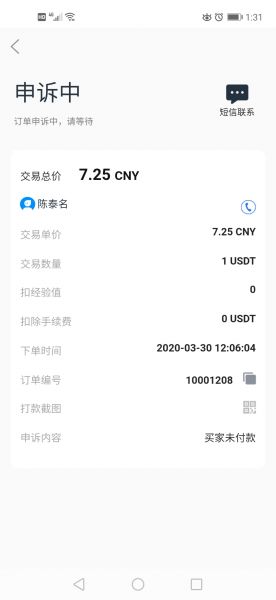 HD 4G 1:31
申诉中
订单申诉中，请等待
短信联系
交易总价 7.25 CNY
陈泰名
交易单价 7.25 CNY
交易数量 1 USDT
扣经验值 0
扣除手续费 0 USDT
下单时间 2020-03-30 12:06:04
订单编号 10001208
打款截图
申诉内容 买家未付款